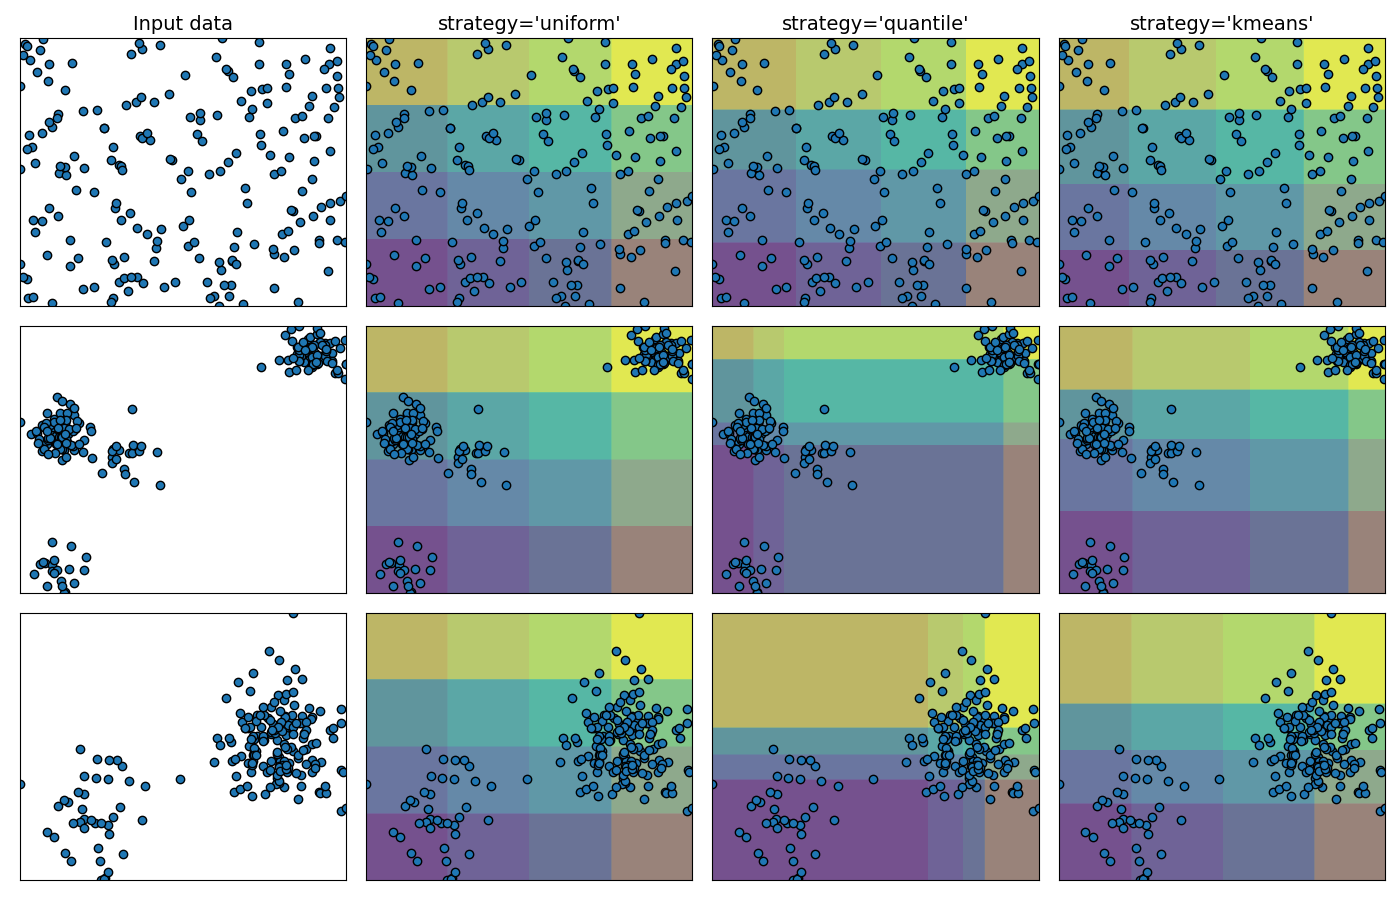 Input data
strategy='uniform'
strategy='quantile'
strategy='kmeans'